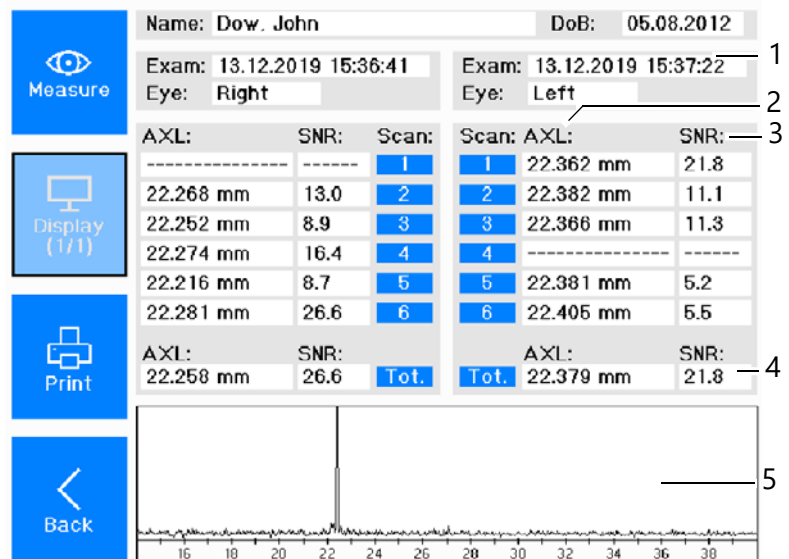 Name: Dow, John DoB: 05.08.2012
Measure
Exam: 13.12.2019 15:36:41 Exam: 13.12.2019 15:37:22 1
Eye: Right Eye: Left
2
AXL: SNR: Scan: Scan: AXL: SNR: 3
--------------- ------ 1 1 22.362 mm 21.8
22.268 mm 13.0 2 2 22.382 mm 11.1
22.252 mm 8.9 3 3 22.366 mm 11.3
22.274 mm 16.4 4 4 --------------- ------
22.216 mm 8.7 5 5 22.381 mm 5.2
22.281 mm 26.6 6 6 22.405 mm 5.5
Display
(1/1)
AXL: SNR: AXL: SNR:
22.258 mm 26.6 Tot. Tot. 22.379 mm 21.8 4
Print
5
Back
16 18 20 22 24 26 28 30 32 34 36 38